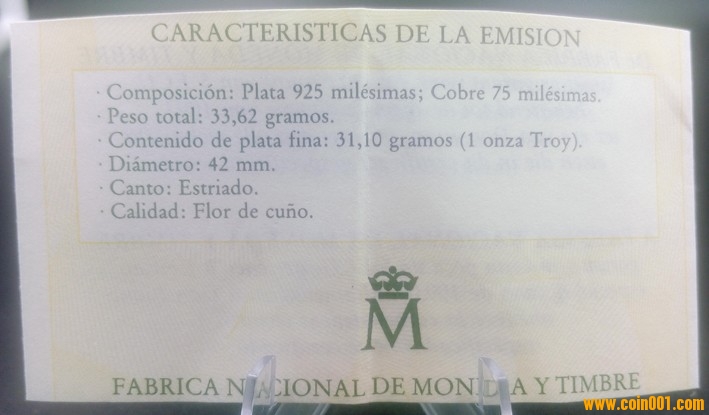 CARACTERISTICAS DE LA EMISION
· Composición: Plata 925 milésimas; Cobre 75 milésimas.
· Peso total: 33,62 gramos.
· Contenido de plata fina: 31,10 gramos (1 onza Troy).
· Diámetro: 42 mm.
· Canto: Estriado.
· Calidad: Flor de cuño.
M
FABRICA NACIONAL DE MONEDA Y TIMBRE
www.coin001.com